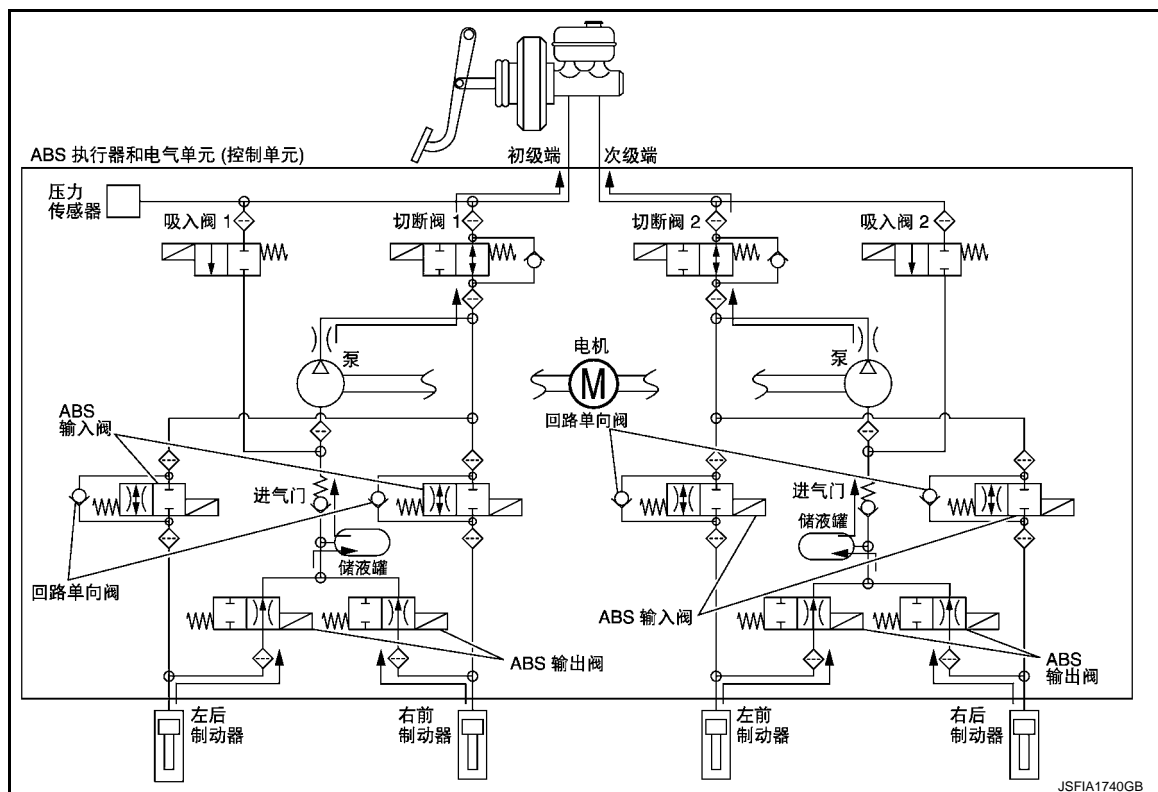 ABS 执行器和电气单元 (控制单元)
初级端
次级端
压力
传感器
吸入阀 1
切断阀 1
切断阀 2
吸入阀 2
泵
电机
M
泵
ABS
输入阀
回路单向阀
进气门
进气门
储液罐
储液罐
回路单向阀
ABS 输入阀
ABS 输出阀
ABS
输出阀
左后
制动器
右前
制动器
左前
制动器
右后
制动器
JSFIA1740GB